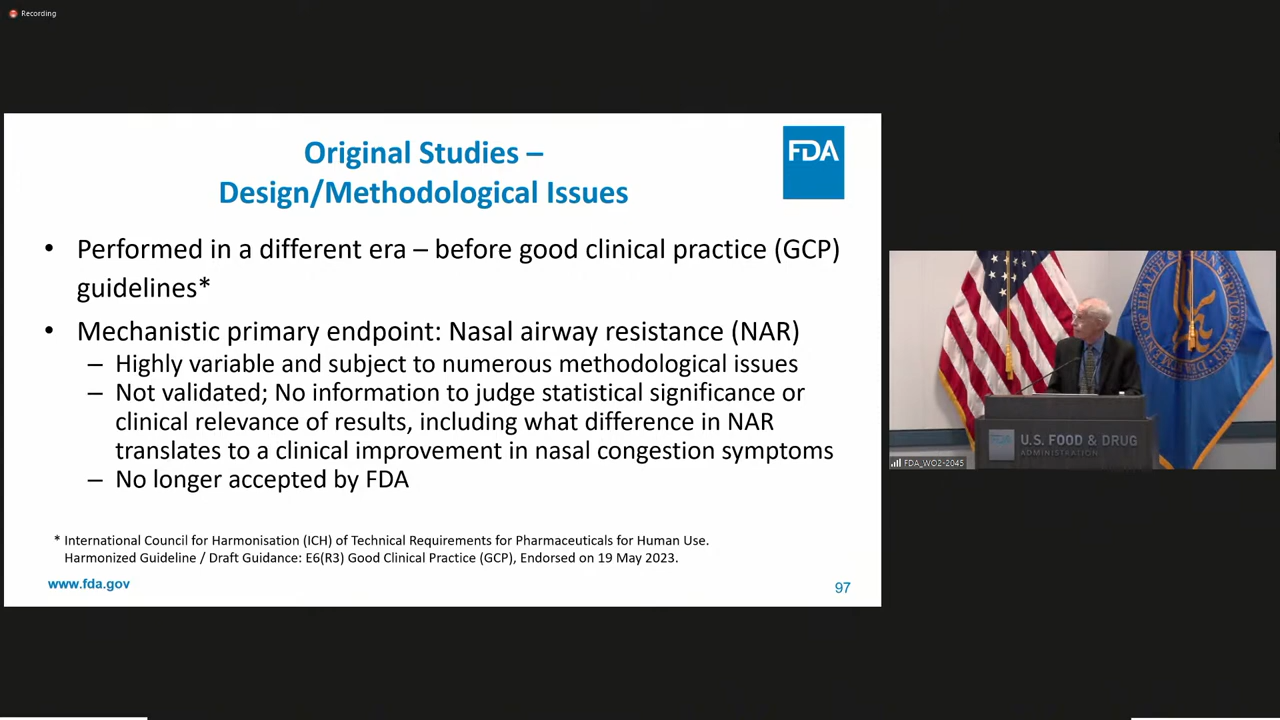 Recording
Original Studies –
Design/Methodological Issues
FDA
• Performed in a different era – before good clinical practice (GCP)
guidelines*
• Mechanistic primary endpoint: Nasal airway resistance (NAR)
– Highly variable and subject to numerous methodological issues
– Not validated; No information to judge statistical significance or
clinical relevance of results, including what difference in NAR
translates to a clinical improvement in nasal congestion symptoms
– No longer accepted by FDA
* International Council for Harmonisation (ICH) of Technical Requirements for Pharmaceuticals for Human Use.
Harmonized Guideline / Draft Guidance: E6(R3) Good Clinical Practice (GCP), Endorsed on 19 May 2023.
www.fda.gov
97
U.S. FOOD & DRUG
ADMINISTRATION
FDA_WO2-2045